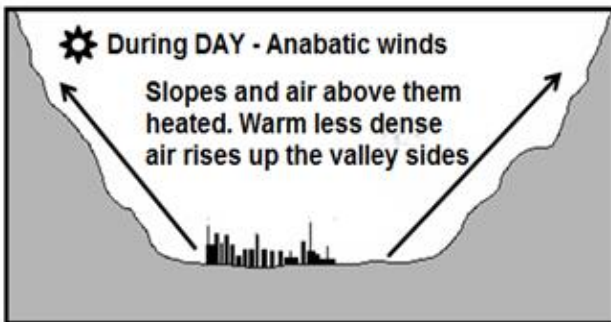 During DAY - Anabatic winds
Slopes and air above them
heated. Warm less dense
air rises up the valley sides